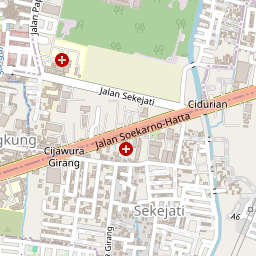 Jalan Pa
Jalan Sekejati
Cidurian
Jalan Soekarno-Hatta
gkung
Cijawura
Girang
Sekejati
A6
a Girang